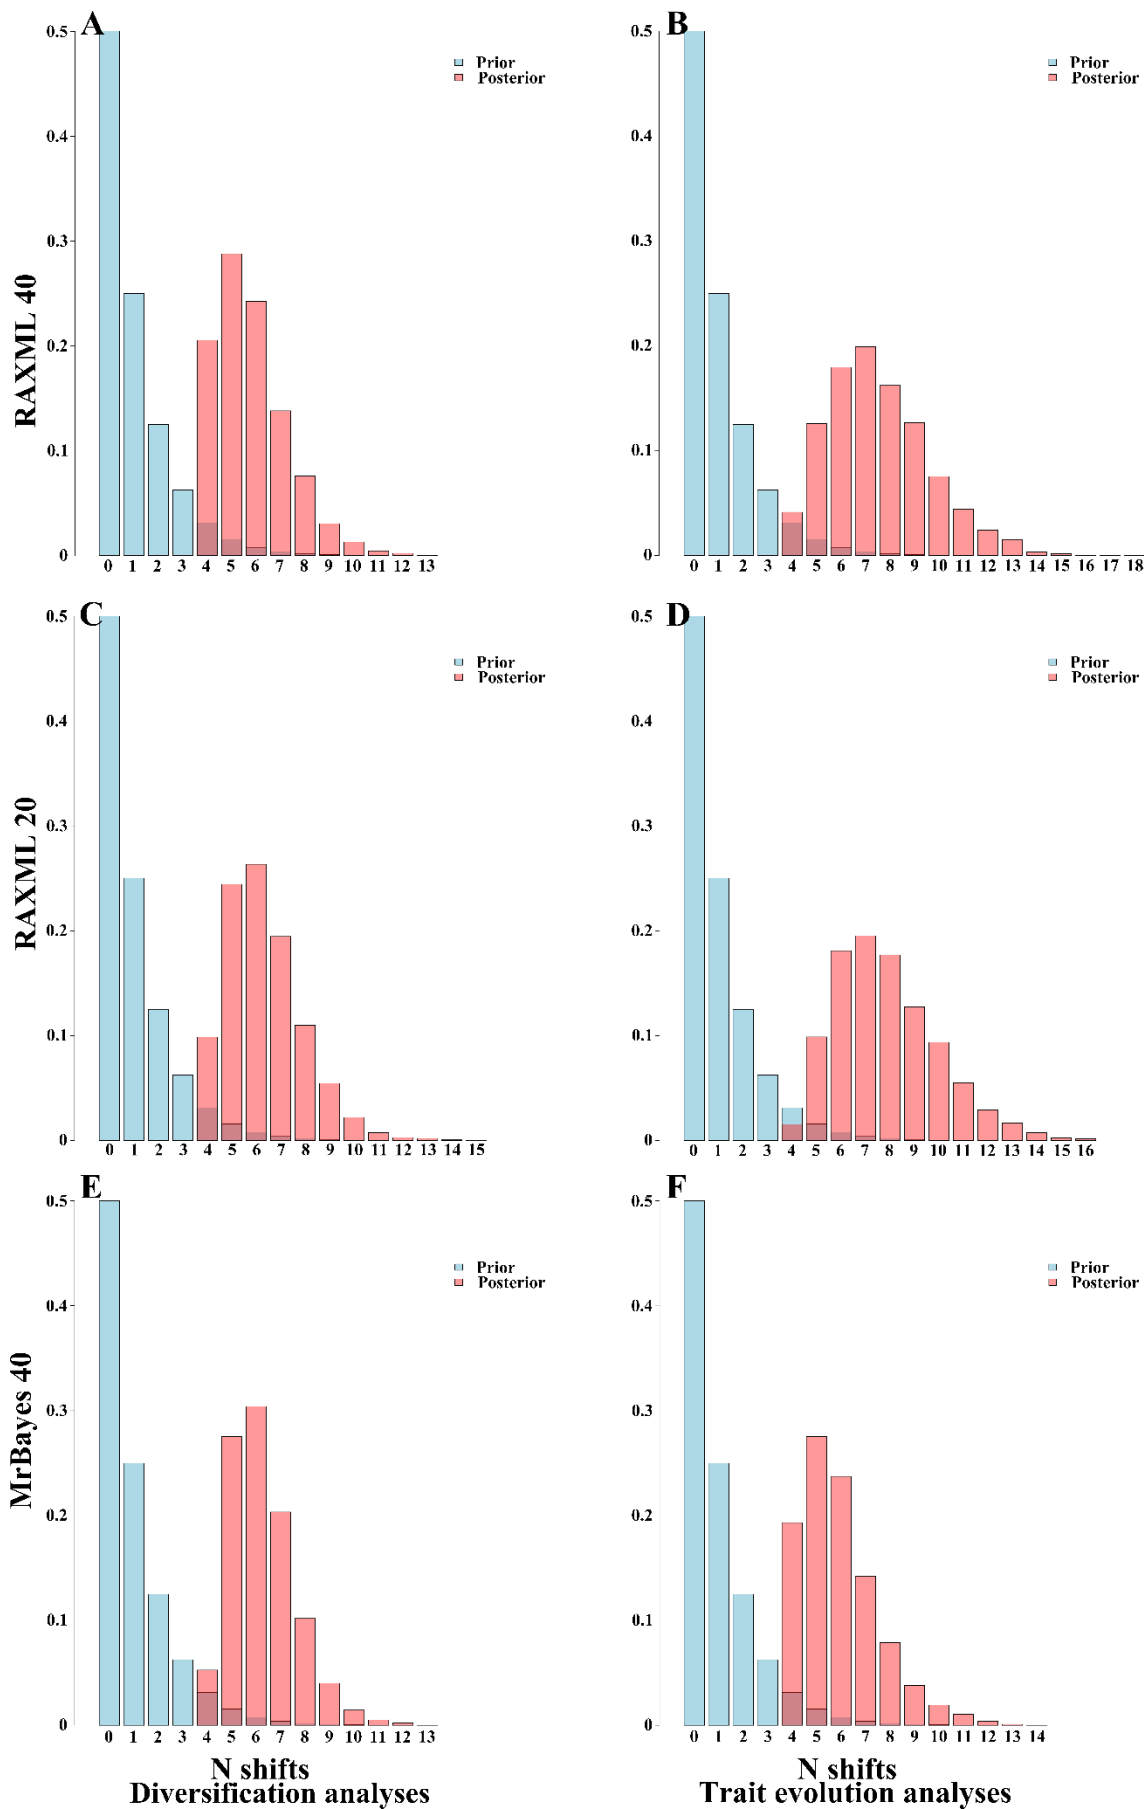 A
0.5
0.4
0.3
0.2
0.1
0
Prior
Posterior
RAXML 40
0 1 2 3 4 5 6 7 8 9 10 11 12 13
B
0.5
0.4
0.3
0.2
0.1
0
Prior
Posterior
0 1 2 3 4 5 6 7 8 9 10 11 12 13 14 15 16 17 18
C
0.5
0.4
0.3
0.2
0.1
0
Prior
Posterior
RAXML 20
0 1 2 3 4 5 6 7 8 9 10 11 12 13 14 15
D
0.5
0.4
0.3
0.2
0.1
0
Prior
Posterior
0 1 2 3 4 5 6 7 8 9 10 11 12 13 14 15 16
E
0.5
0.4
0.3
0.2
0.1
0
Prior
Posterior
MrBayes 40
0 1 2 3 4 5 6 7 8 9 10 11 12 13
N shifts
Diversification analyses
F
0.5
0.4
0.3
0.2
0.1
0
Prior
Posterior
0 1 2 3 4 5 6 7 8 9 10 11 12 13 14
N shifts
Trait evolution analyses